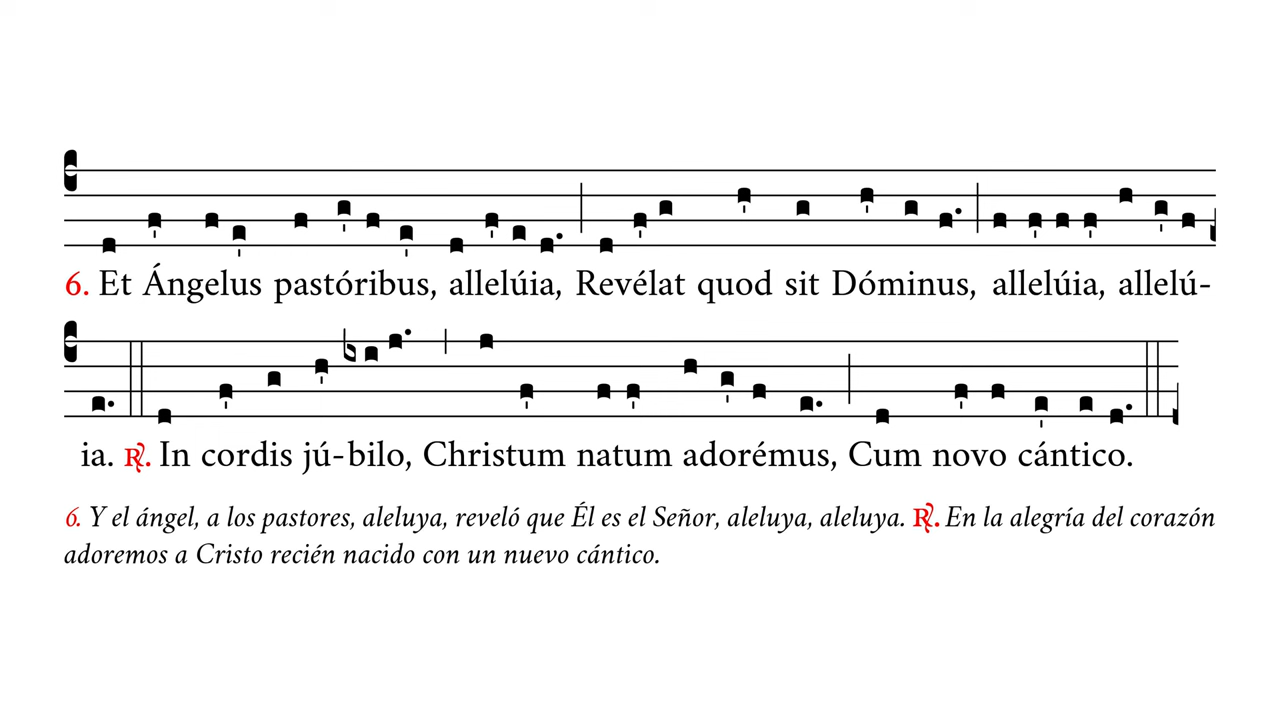 6. Et Ángelus pastóribus, allelúia, Revélat quod sit Dóminus, allelúia, allelú-
ia. ℟. In cordis jú-bilo, Christum natum adorémus, Cum novo cántico.
6. Y el ángel, a los pastores, aleluya, reveló que Él es el Señor, aleluya, aleluya. ℟. En la alegría del corazón
adoremos a Cristo recién nacido con un nuevo cántico.